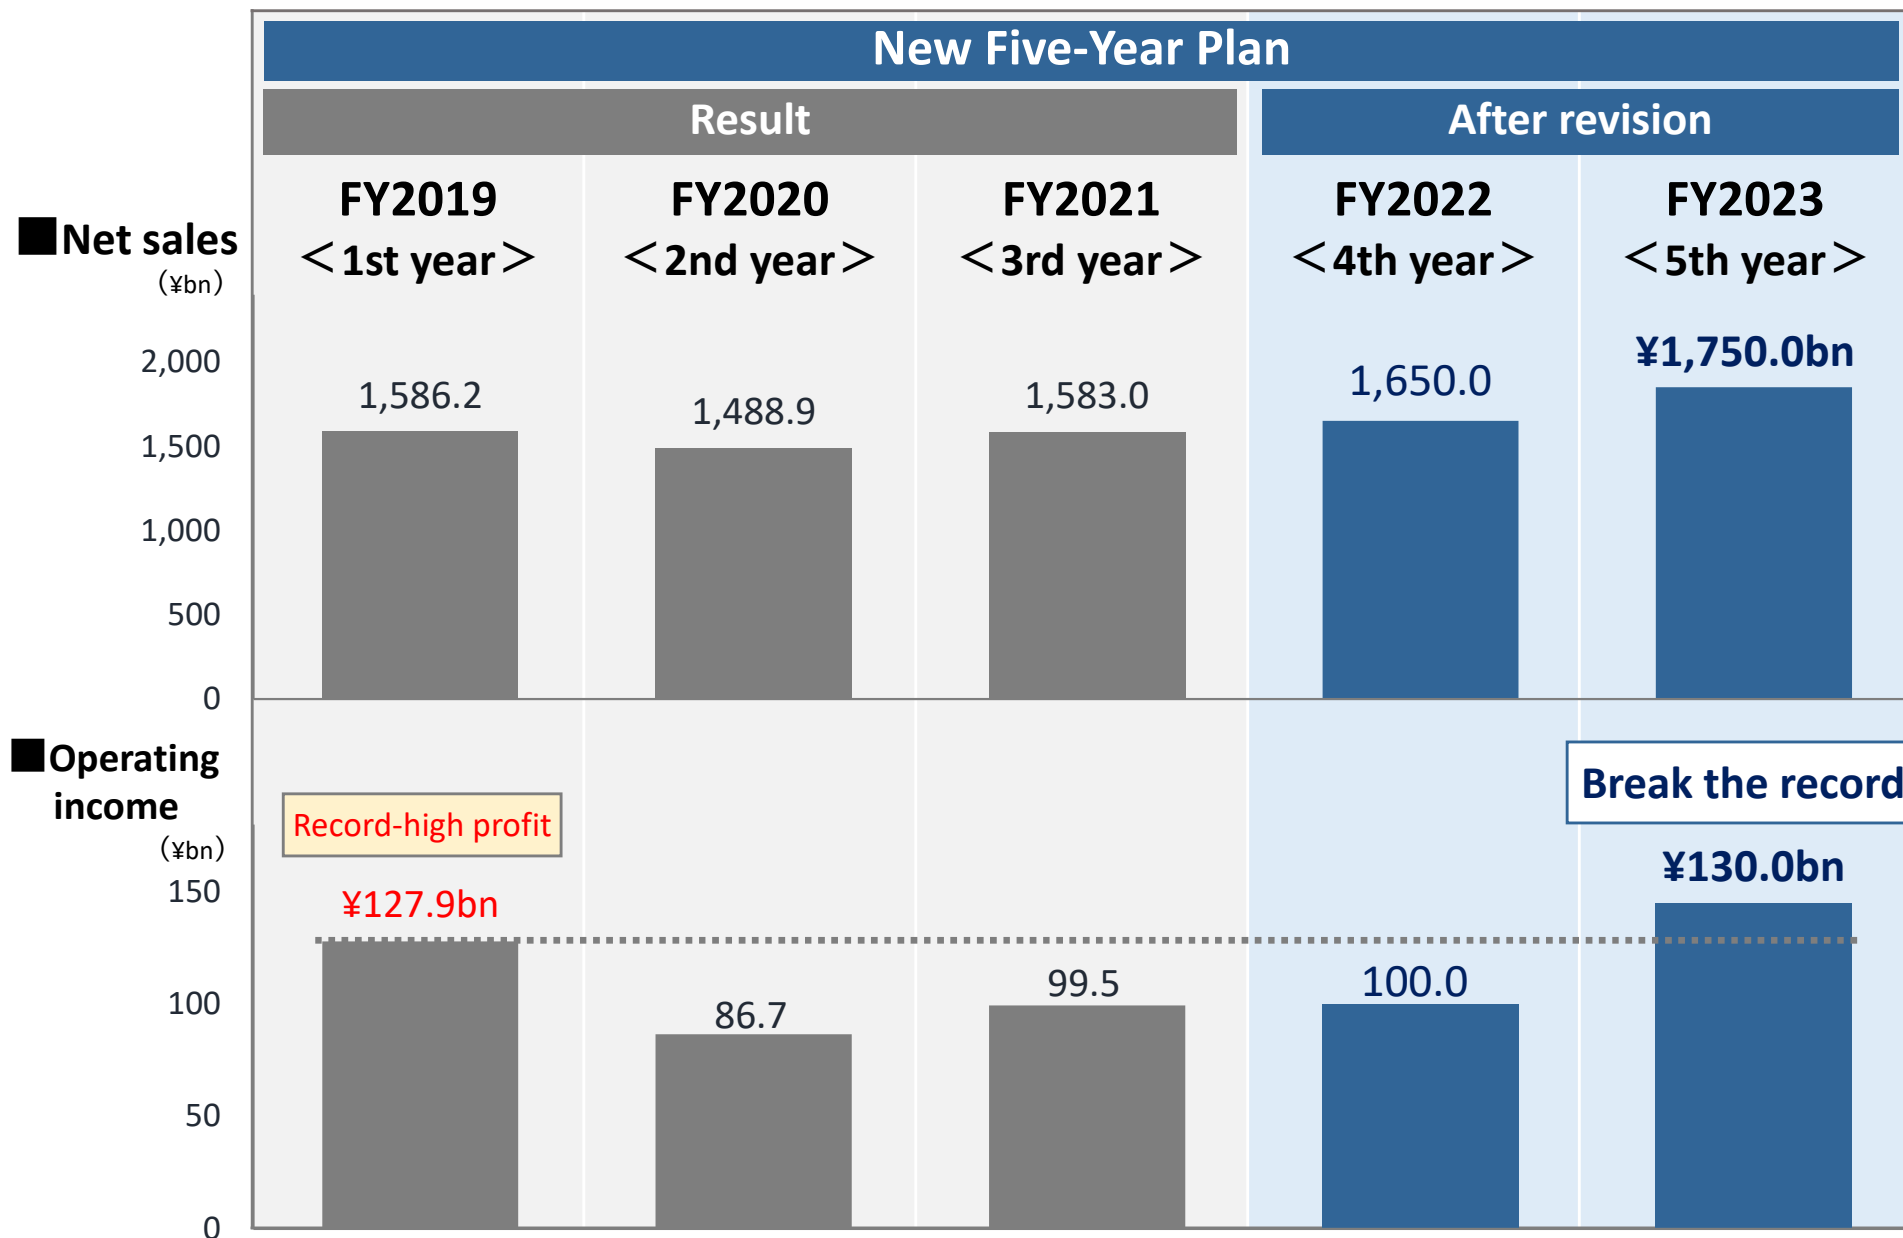 New Five-Year Plan
Result
After revision
FY2019
FY2020
FY2021
FY2022
FY2023
＜1st year＞
＜2nd year＞
＜3rd year＞
＜4th year＞
＜5th year＞
■Net sales
（¥bn）
2,000
1,500
1,000
500
0
1,586.2
1,488.9
1,583.0
1,650.0
¥1,750.0bn
■Operating
income
（¥bn）
150
100
50
0
Record-high profit
¥127.9bn
86.7
99.5
100.0
Break the record
¥130.0bn